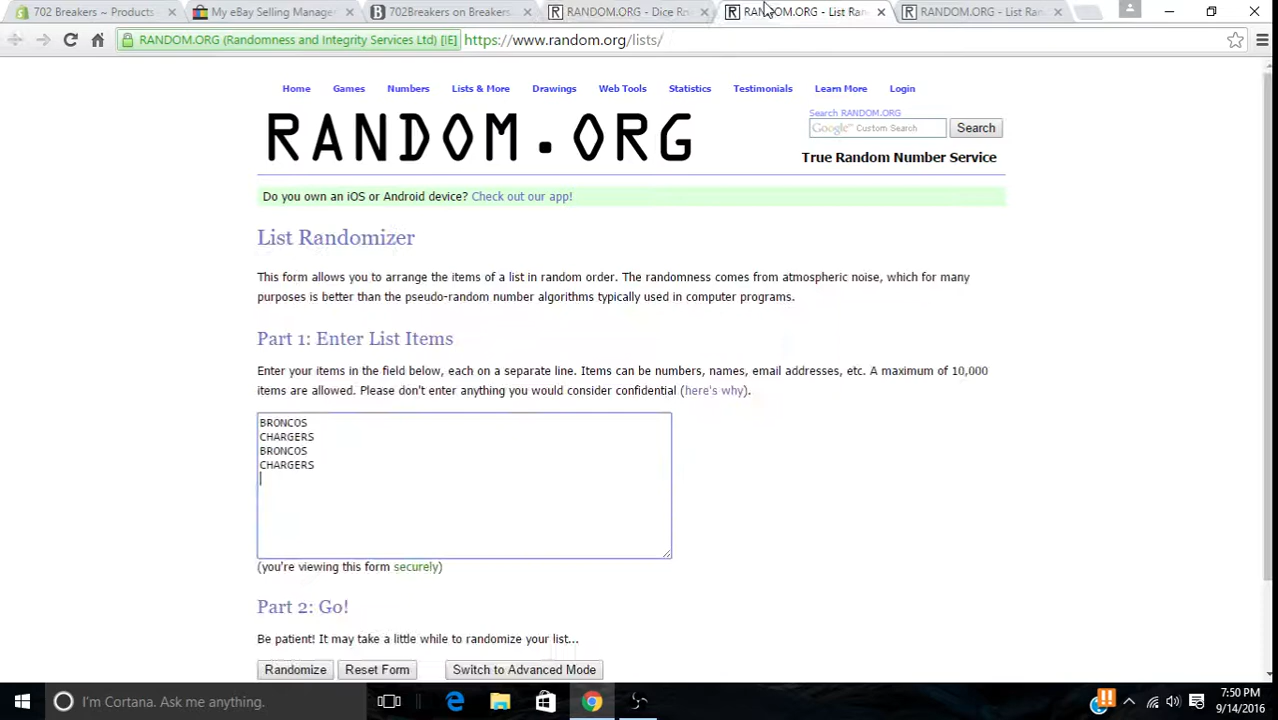 702 Breakers ~ Products
My eBay Selling Manage
702Breakers on Breakers
RANDOM.ORG - Dice Ro
RANDOM.ORG - List Ran
RANDOM.ORG - List Ran
RANDOM.ORG (Randomness and Integrity Services Ltd) [IE] https://www.random.org/lists/
Home Games Numbers Lists & More Drawings Web Tools Statistics Testimonials Learn More Login
RANDOM.ORG
Search RANDOM.ORG
Google™ Custom Search Search
True Random Number Service
Do you own an iOS or Android device? Check out our app!
List Randomizer
This form allows you to arrange the items of a list in random order. The randomness comes from atmospheric noise, which for many
purposes is better than the pseudo-random number algorithms typically used in computer programs.
Part 1: Enter List Items
Enter your items in the field below, each on a separate line. Items can be numbers, names, email addresses, etc. A maximum of 10,000
items are allowed. Please don't enter anything you would consider confidential (here's why).
BRONCOS
CHARGERS
BRONCOS
CHARGERS
(you're viewing this form securely)
Part 2: Go!
Be patient! It may take a little while to randomize your list...
Randomize Reset Form Switch to Advanced Mode
I'm Cortana. Ask me anything.
7:50 PM
9/14/2016